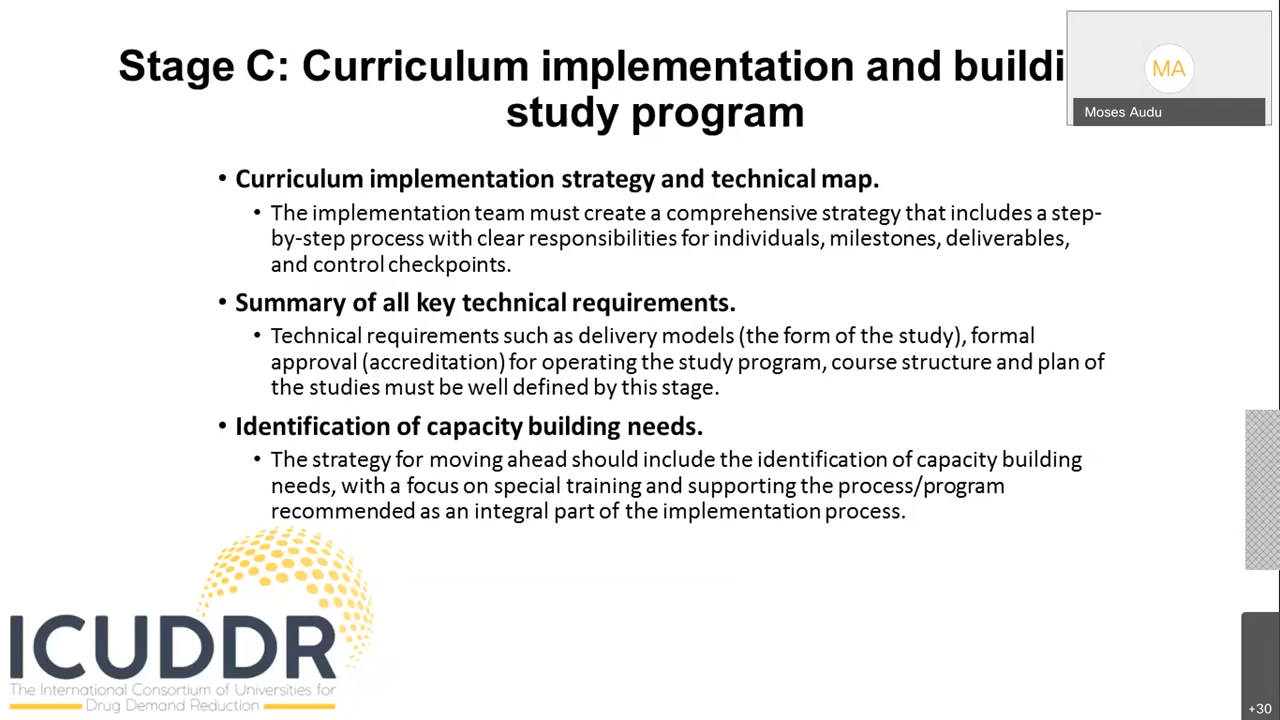 Stage C: Curriculum implementation and buildi
study program
MA
Moses Audu
• Curriculum implementation strategy and technical map.
• The implementation team must create a comprehensive strategy that includes a step-
by-step process with clear responsibilities for individuals, milestones, deliverables,
and control checkpoints.
• Summary of all key technical requirements.
• Technical requirements such as delivery models (the form of the study), formal
approval (accreditation) for operating the study program, course structure and plan of
the studies must be well defined by this stage.
• Identification of capacity building needs.
• The strategy for moving ahead should include the identification of capacity building
needs, with a focus on special training and supporting the process/program
recommended as an integral part of the implementation process.
ICUDDR
The International Consortium of Universities for
Drug Demand Reduction
+30